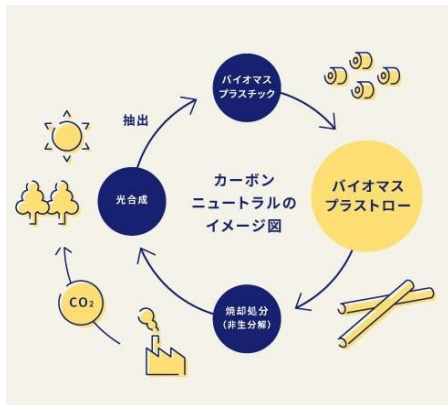 バイオマス
プラスチック
抽出
カーボン
ニュートラルの
イメージ図
バイオマス
プラストロー
光合成
CO₂
焼却処分
(非生分解)